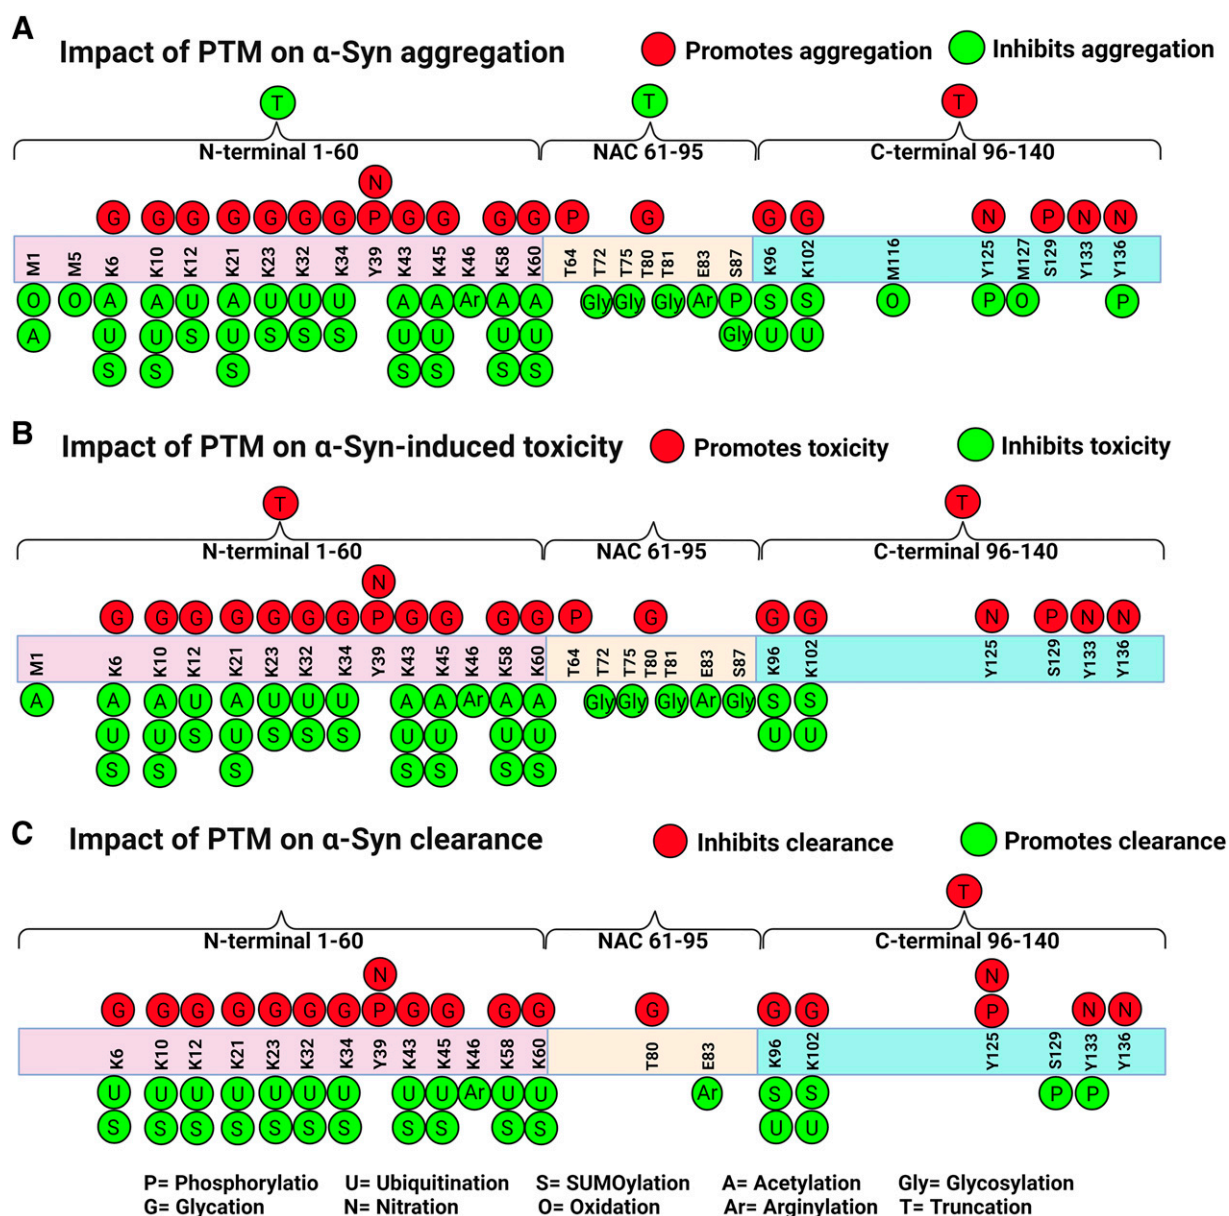 A
Impact of PTM on α-Syn aggregation
Promotes aggregation
Inhibits aggregation
T T T
N-terminal 1-60 NAC 61-95 C-terminal 96-140
N
G G G G G G G P G G G G P G G G N P N N
M1 M5 K6 K10 K12 K21 K23 K32 K34 Y39 K43 K45 K46 K58 K60 T64 T72 T75 T80 T81 E83 S87 K96 K102 M116 Y125 M127 S129 Y133 Y136
O O A A U A U U U A A Ar A A Gly Gly Gly Ar P S S O P O P
A U U S U S S S U U U U Gly U U
S S S S S S S
B
Impact of PTM on α-Syn-induced toxicity
Promotes toxicity
Inhibits toxicity
T T
N-terminal 1-60 NAC 61-95 C-terminal 96-140
N
G G G G G G G P G G G G P G G G N P N N
M1 K6 K10 K12 K21 K23 K32 K34 Y39 K43 K45 K46 K58 K60 T64 T72 T75 T80 T81 E83 S87 K96 K102 Y125 S129 Y133 Y136
A A A U A U U U A A Ar A A Gly Gly Gly Ar Gly S S
U U S U S S S U U U U U U
S S S S S S S
C
Impact of PTM on α-Syn clearance
Inhibits clearance
Promotes clearance
T
N-terminal 1-60 NAC 61-95 C-terminal 96-140
N N
G G G G G G G P G G G G G G G P N N
K6 K10 K12 K21 K23 K32 K34 Y39 K43 K45 K46 K58 K60 T80 E83 K96 K102 Y125 S129 Y133 Y136
U U U U U U U U U Ar U U Ar S S P P
S S S S S S S S S S S U U
P= Phosphorylatio U= Ubiquitination S= SUMOylation A= Acetylation Gly= Glycosylation
G= Glycation N= Nitration O= Oxidation Ar= Arginylation T= Truncation